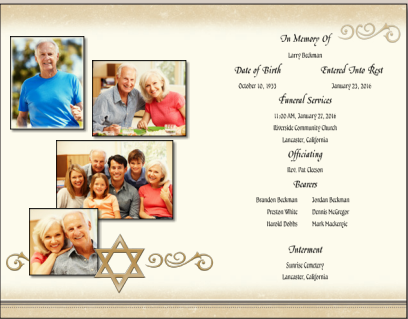 In Memory Of
Larry Beckman
Date of Birth Entered Into Rest
October 10, 1933 January 23, 2016
Funeral Services
11:00 AM, January 27, 2016
Riverside Community Church
Lancaster, California
Officiating
Rev. Pat Gleason
Bearers
Brandon Beckman Jordan Beckman
Preston White Dennis McGregor
Harold Dobbs Mark Mackenzie
Interment
Sunrise Cemetery
Lancaster, California